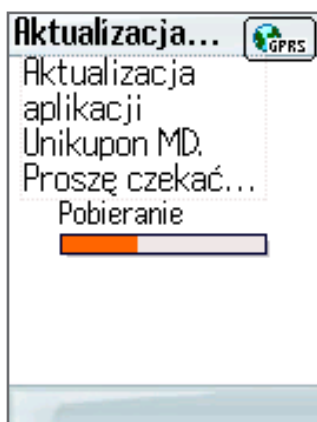 Aktualizacja...
GPRS
Aktualizacja
aplikacji
Unikupon MD.
Proszę czekać...
Pobieranie